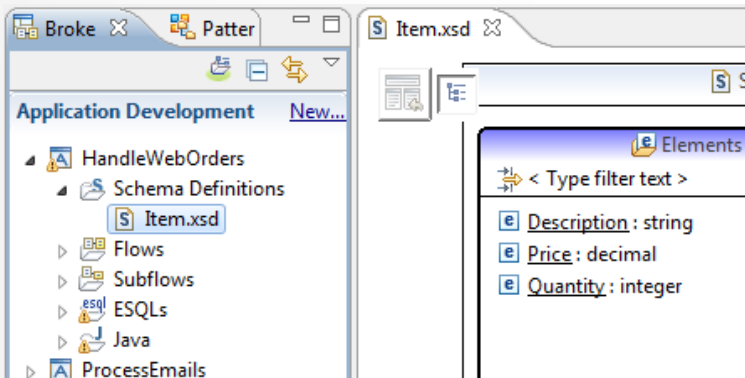 Broke
Patter
Application Development New...
HandleWebOrders
Schema Definitions
Item.xsd
Flows
Subflows
esql ESQLs
Java
ProcessEmails
Item.xsd
S
Elements
< Type filter text >
e Description : string
e Price : decimal
e Quantity : integer